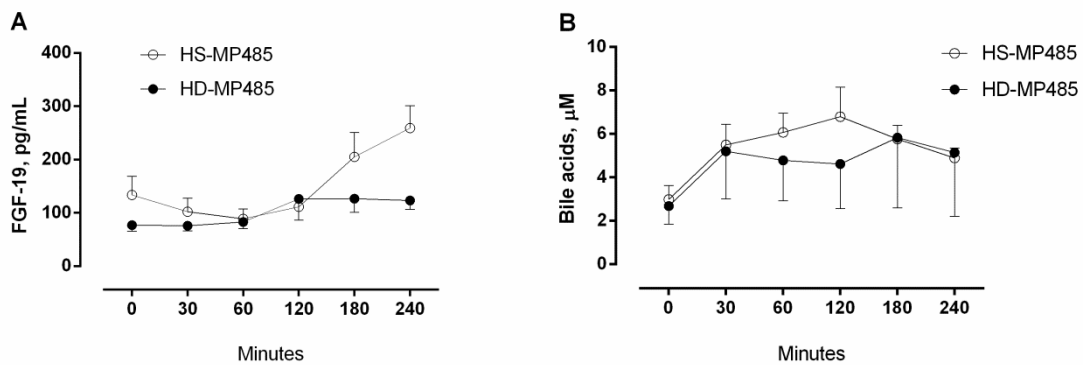 A
HS-MP485
HD-MP485
FGF-19, pg/mL
400
300
200
100
0
0 30 60 120 180 240
Minutes
B
HS-MP485
HD-MP485
Bile acids, µM
10
8
6
4
2
0
0 30 60 120 180 240
Minutes